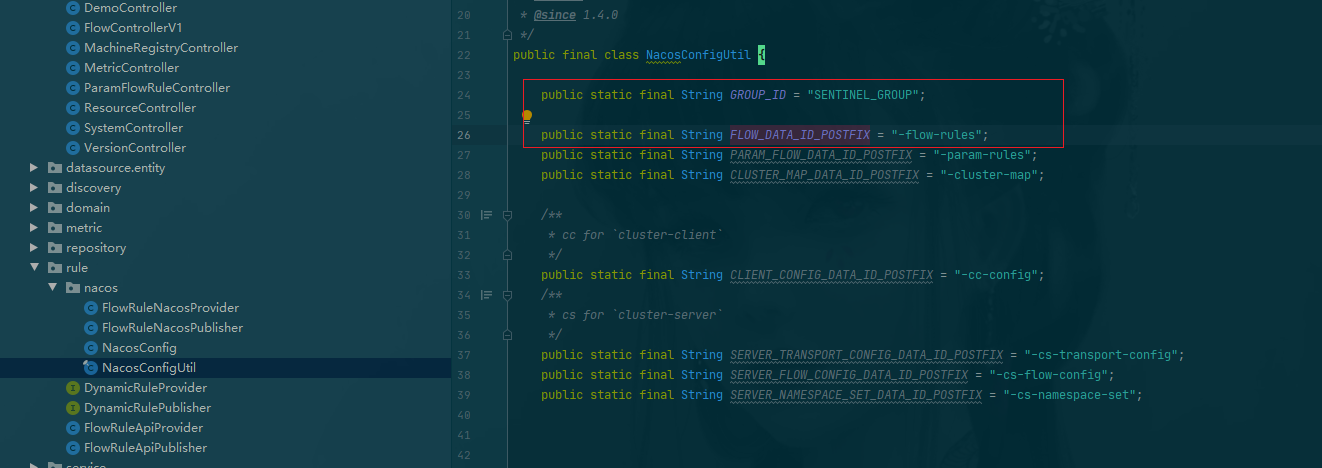 DemoController
FlowControllerV1
MachineRegistryController
MetricController
ParamFlowRuleController
ResourceController
SystemController
VersionController
datasource.entity
discovery
domain
metric
repository
rule
nacos
FlowRuleNacosProvider
FlowRuleNacosPublisher
NacosConfig
NacosConfigUtil
DynamicRuleProvider
DynamicRulePublisher
FlowRuleApiProvider
FlowRuleApiPublisher
service
20 * @since 1.4.0
21 */
22 public final class NacosConfigUtil {
23
24 public static final String GROUP_ID = "SENTINEL_GROUP";
25
26 public static final String FLOW_DATA_ID_POSTFIX = "-flow-rules";
27 public static final String PARAM_FLOW_DATA_ID_POSTFIX = "-param-rules";
28 public static final String CLUSTER_MAP_DATA_ID_POSTFIX = "-cluster-map";
29
30 /**
31 * cc for `cluster-client`
32 */
33 public static final String CLIENT_CONFIG_DATA_ID_POSTFIX = "-cc-config";
34 /**
35 * cs for `cluster-server`
36 */
37 public static final String SERVER_TRANSPORT_CONFIG_DATA_ID_POSTFIX = "-cs-transport-config";
38 public static final String SERVER_FLOW_CONFIG_DATA_ID_POSTFIX = "-cs-flow-config";
39 public static final String SERVER_NAMESPACE_SET_DATA_ID_POSTFIX = "-cs-namespace-set";
40
41
42